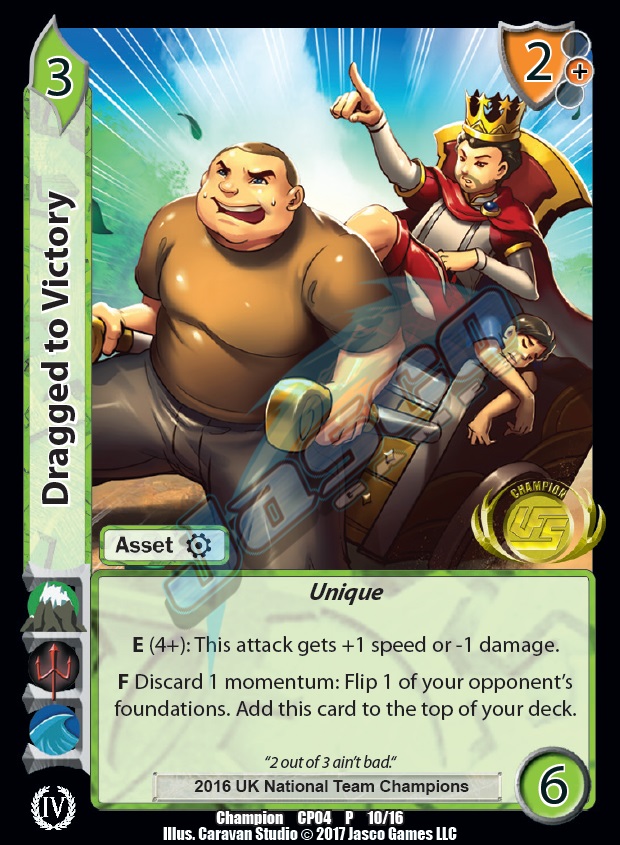 3
2
+
Dragged to Victory
Jasco
CHAMPION
UFS
Asset
Unique
E (4+): This attack gets +1 speed or -1 damage.
F Discard 1 momentum: Flip 1 of your opponent's
foundations. Add this card to the top of your deck.
"2 out of 3 ain't bad."
2016 UK National Team Champions
IV
6
Champion CP04 P 10/16
Illus. Caravan Studio © 2017 Jasco Games LLC